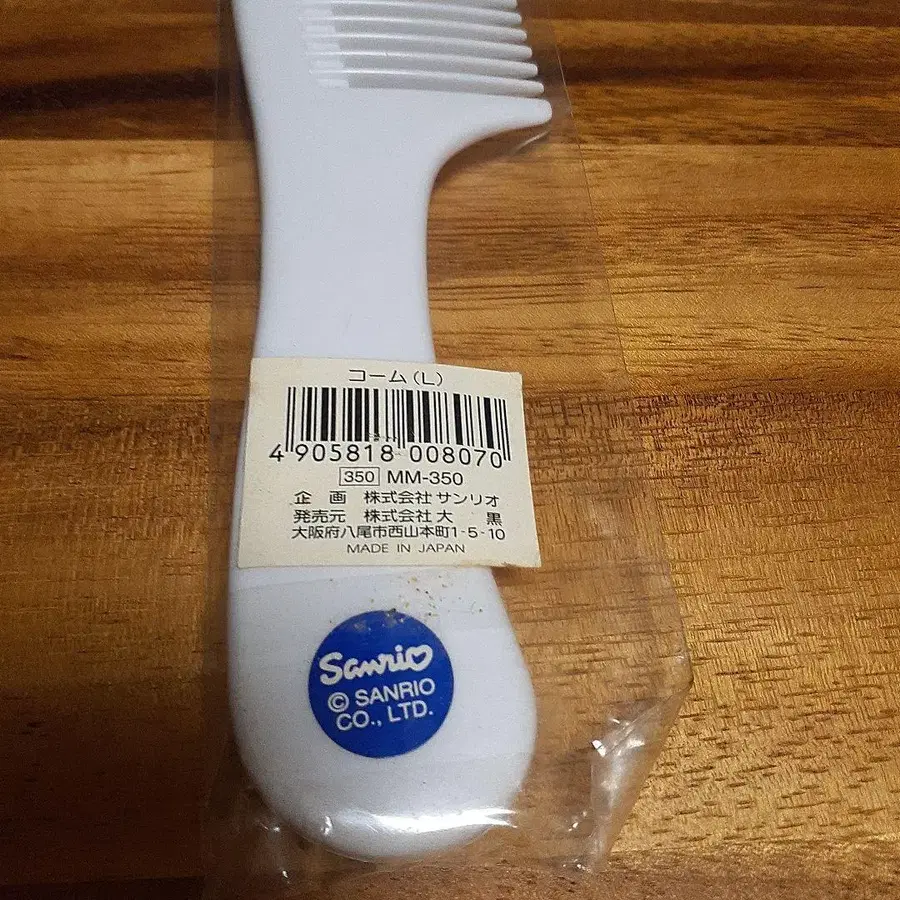 コーム(L)
4 905818 008070
350 MM-350
企 画 株式会社 サンリオ
発売元 株式会社 大 黒
大阪府八尾市西山本町1-5-10
MADE IN JAPAN
Sanrio
© SANRIO
CO., LTD.